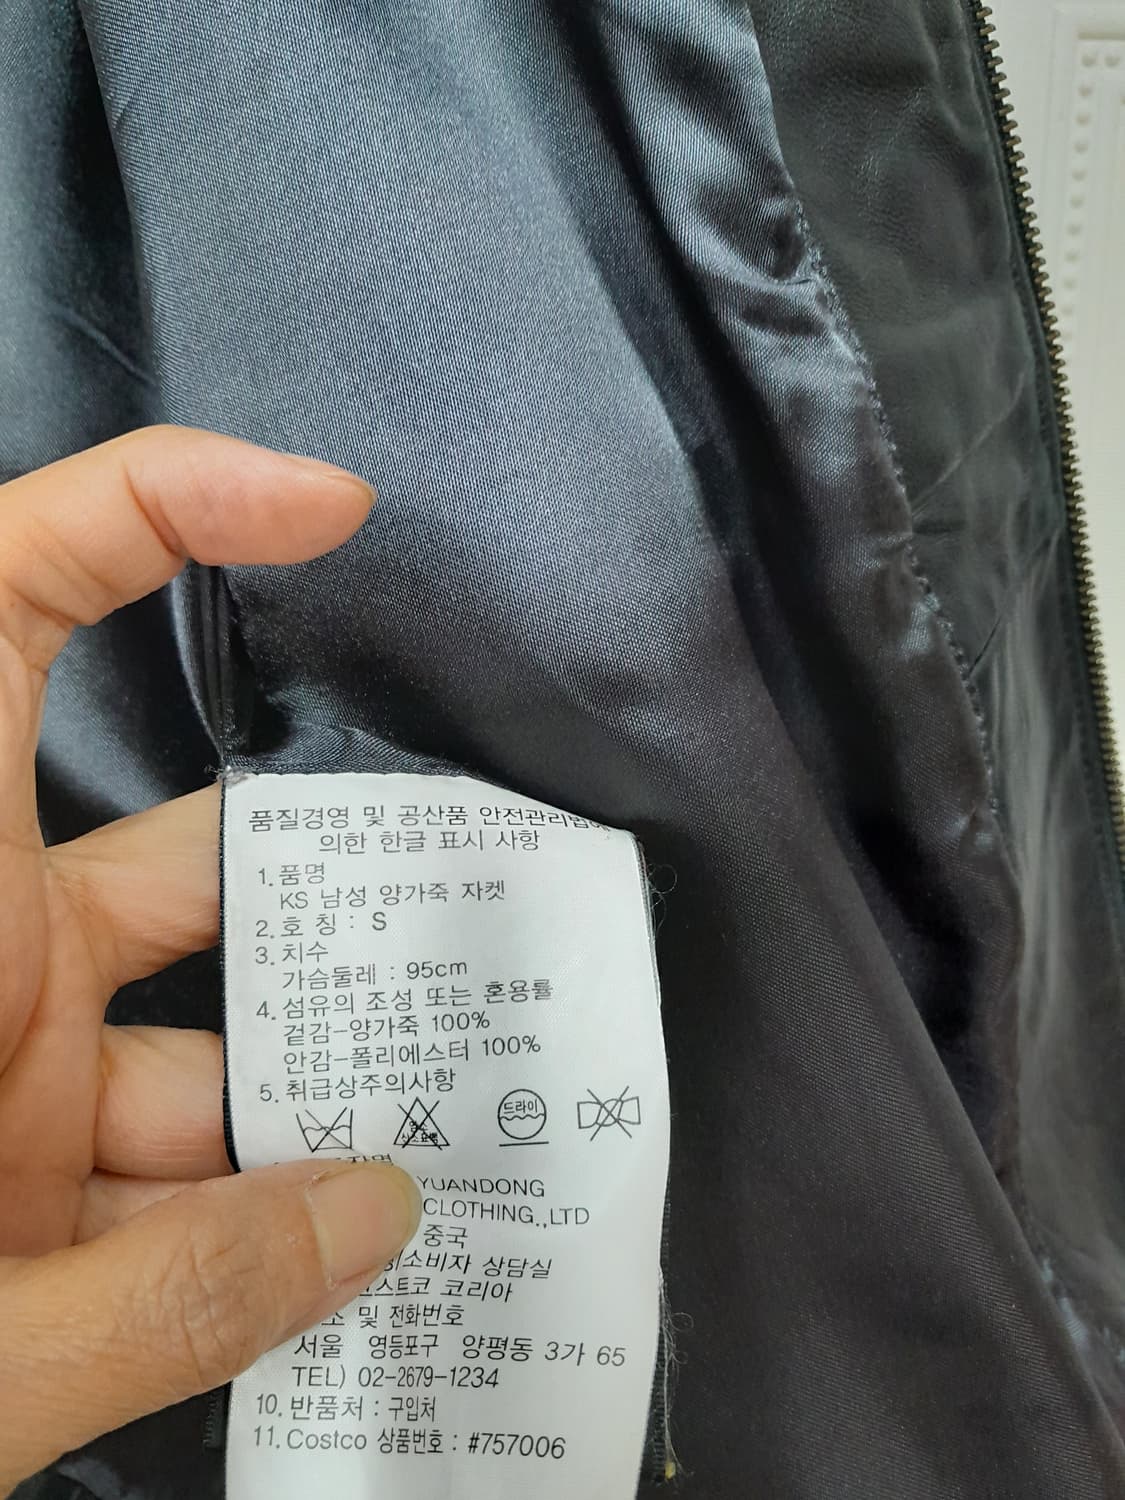 품질경영 및 공산품 안전관리법에
의한 한글 표시 사항
1. 품명
KS 남성 양가죽 자켓
2. 호 칭 : S
3. 치수
가슴둘레 : 95cm
4. 섬유의 조성 또는 혼용률
겉감-양가죽 100%
안감-폴리에스터 100%
5. 취급상주의사항
드라이
YUANDONG
CLOTHING.,LTD
중국
소비자 상담실
코리아
및 전화번호
서울 영등포구 양평동 3가 65
TEL) 02-2679-1234
10. 반품처 : 구입처
11. Costco 상품번호 : #757006